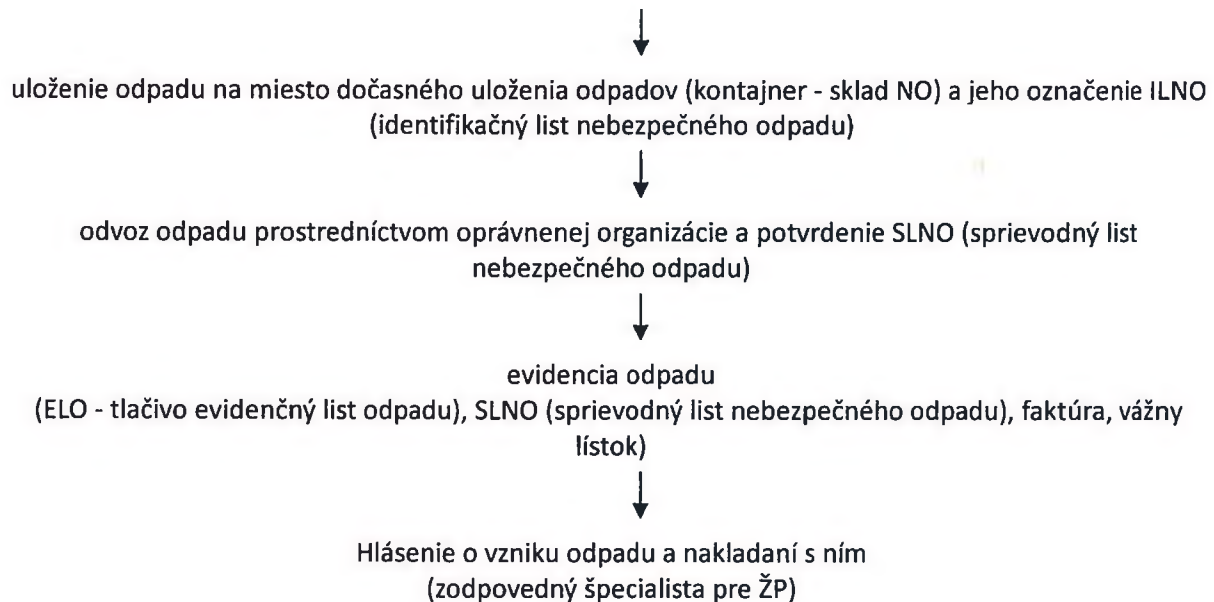 uloženie odpadu na miesto dočasného uloženia odpadov (kontajner - sklad NO) a jeho označenie ILNO
(identifikačný list nebezpečného odpadu)
odvoz odpadu prostredníctvom oprávnenej organizácie a potvrdenie SLNO (sprievodný list
nebezpečného odpadu)
evidencia odpadu
(ELO - tlačivo evidenčný list odpadu), SLNO (sprievodný list nebezpečného odpadu), faktúra, vážny
lístok)
Hlásenie o vzniku odpadu a nakladaní s ním
(zodpovedný špecialista pre ŽP)